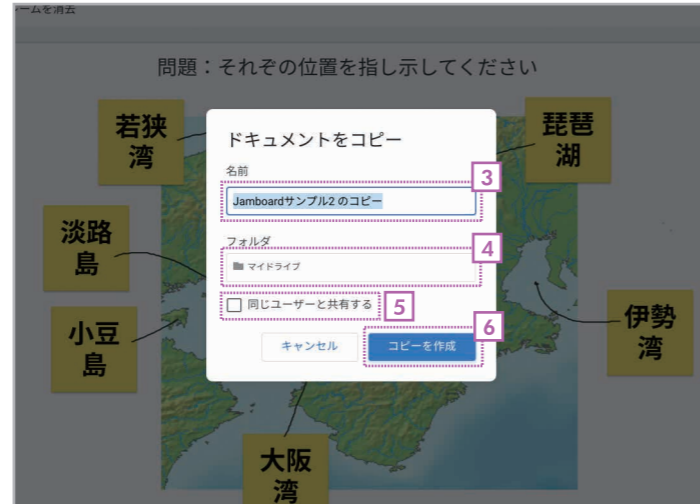 ームを消去
問題：それぞの位置を指し示してください
若狭
湾
琵琶
湖
ドキュメントをコピー
名前
3
Jamboardサンプル2 のコピー
フォルダ
4
マイドライブ
同じユーザーと共有する
5
6
キャンセル
コピーを作成
淡路
島
小豆
島
伊勢
湾
大阪
湾